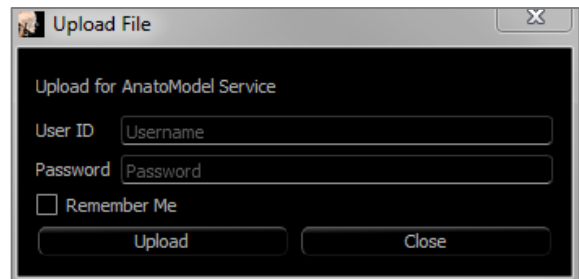 Upload File
Upload for AnatoModel Service
User ID Username
Password Password
Remember Me
Upload Close